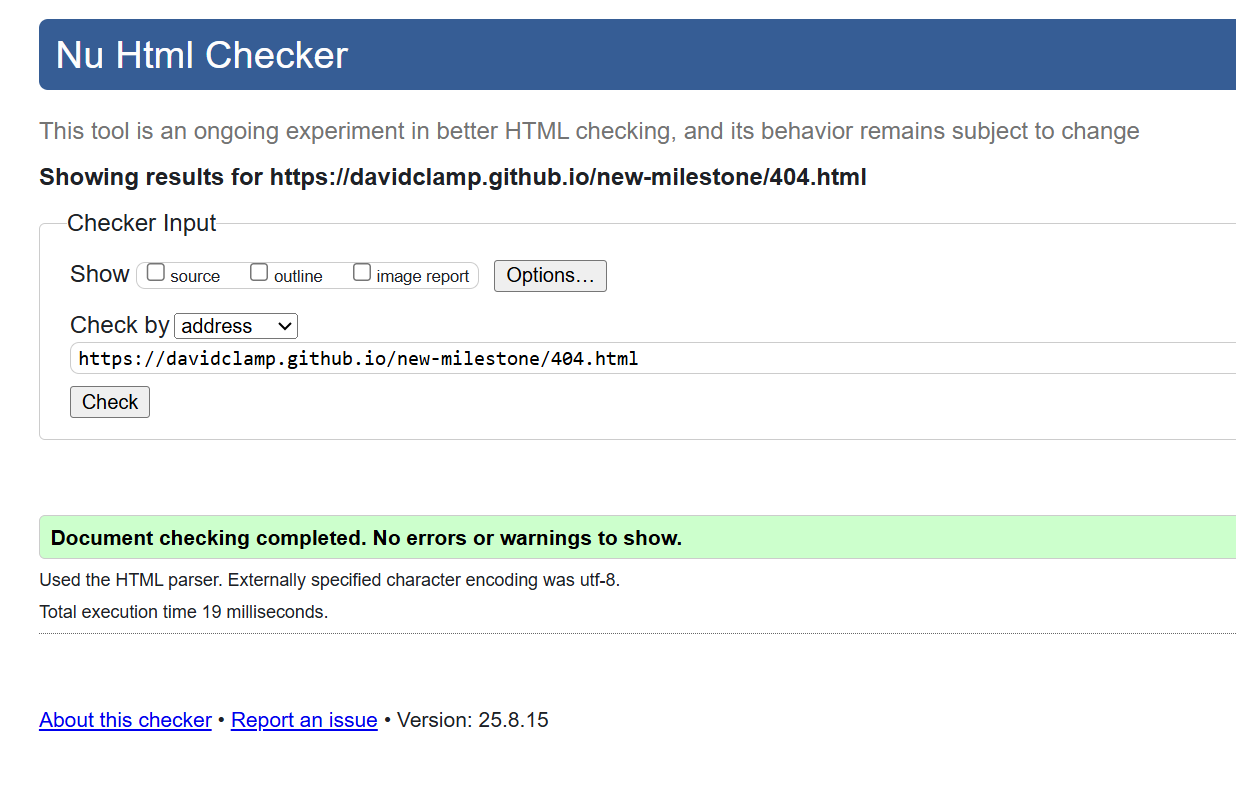 Nu Html Checker
This tool is an ongoing experiment in better HTML checking, and its behavior remains subject to change
Showing results for https://davidclamp.github.io/new-milestone/404.html
Checker Input
Show source outline image report Options...
Check by address
https://davidclamp.github.io/new-milestone/404.html
Check
Document checking completed. No errors or warnings to show.
Used the HTML parser. Externally specified character encoding was utf-8.
Total execution time 19 milliseconds.
About this checker • Report an issue • Version: 25.8.15